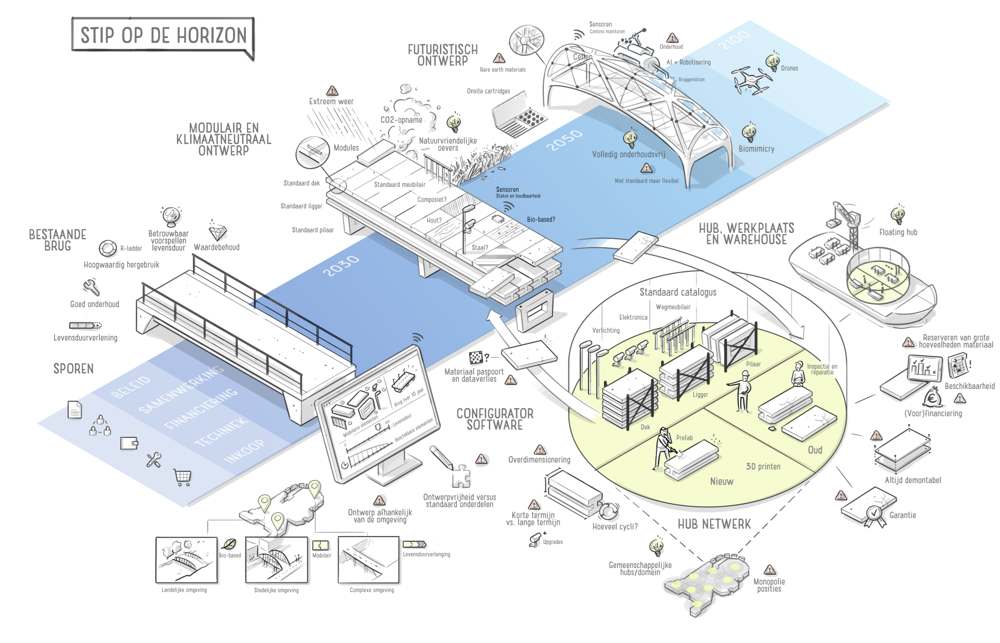 STIP OP DE HORIZON
FUTURISTISCH
ONTWERP
Rare earth materials
Onsite cartridges
Sensoren
Continu monitoren
Cellen
Onderhoud
AI + Robotisering
Bruggenlotion
2100
Drones
Biomimicry
2050
Volledig onderhoudsvrij
Niet standaard maar flexibel
MODULAIR EN
KLIMAATNEUTRAAL
ONTWERP
Extreem weer
CO2-opname
Natuurvriendelijke
oevers
Modules
Standaard dek
Standaard ligger
Standaard pilaar
Standaard meubilair
Composiet?
Hout?
Staal?
Sensoren
Status en houdbaarheid
Bio-based?
BESTAANDE
BRUG
Betrouwbaar
voorspellen
levensduur
Waardebehoud
R-ladder
Hoogwaardig hergebruik
Goed onderhoud
Levensduurverlening
2030
SPOREN
BELEID
SAMENWERKING
FINANCIERING
TECHNIEK
INKOOP
HUB, WERKPLAATS
EN WAREHOUSE
Floating hub
Standaard catalogus
Wegmeubilair
Elektronica
Verlichting
Pilaar
Ligger
Dek
Inspectie en
reparatie
Prefab
3D printen
Nieuw
Oud
Reserveren van grote
hoeveelheden materiaal
!
Beschikbaarheid
€
(Voor)financiering
Altijd demontabel
Garantie
?
Materiaal paspoort
en dataverlies
CONFIGURATOR
SOFTWARE
Modulaire elementen
Brug over 10 jaar
0
100
Levensduur
Beschikbare elementen
Ontwerpvrijheid versus
standaard onderdelen
Ontwerp afhankelijk
van de omgeving
Overdimensionering
Korte termijn
vs. lange termijn
+
Upgrades
Hoeveel cycli?
HUB NETWERK
Gemeenschappelijke
hubs/domein
Monopolie
posities
Bio-based
Landelijke omgeving
Modulair
Stedelijke omgeving
Levensduurverlenging
Complexe omgeving